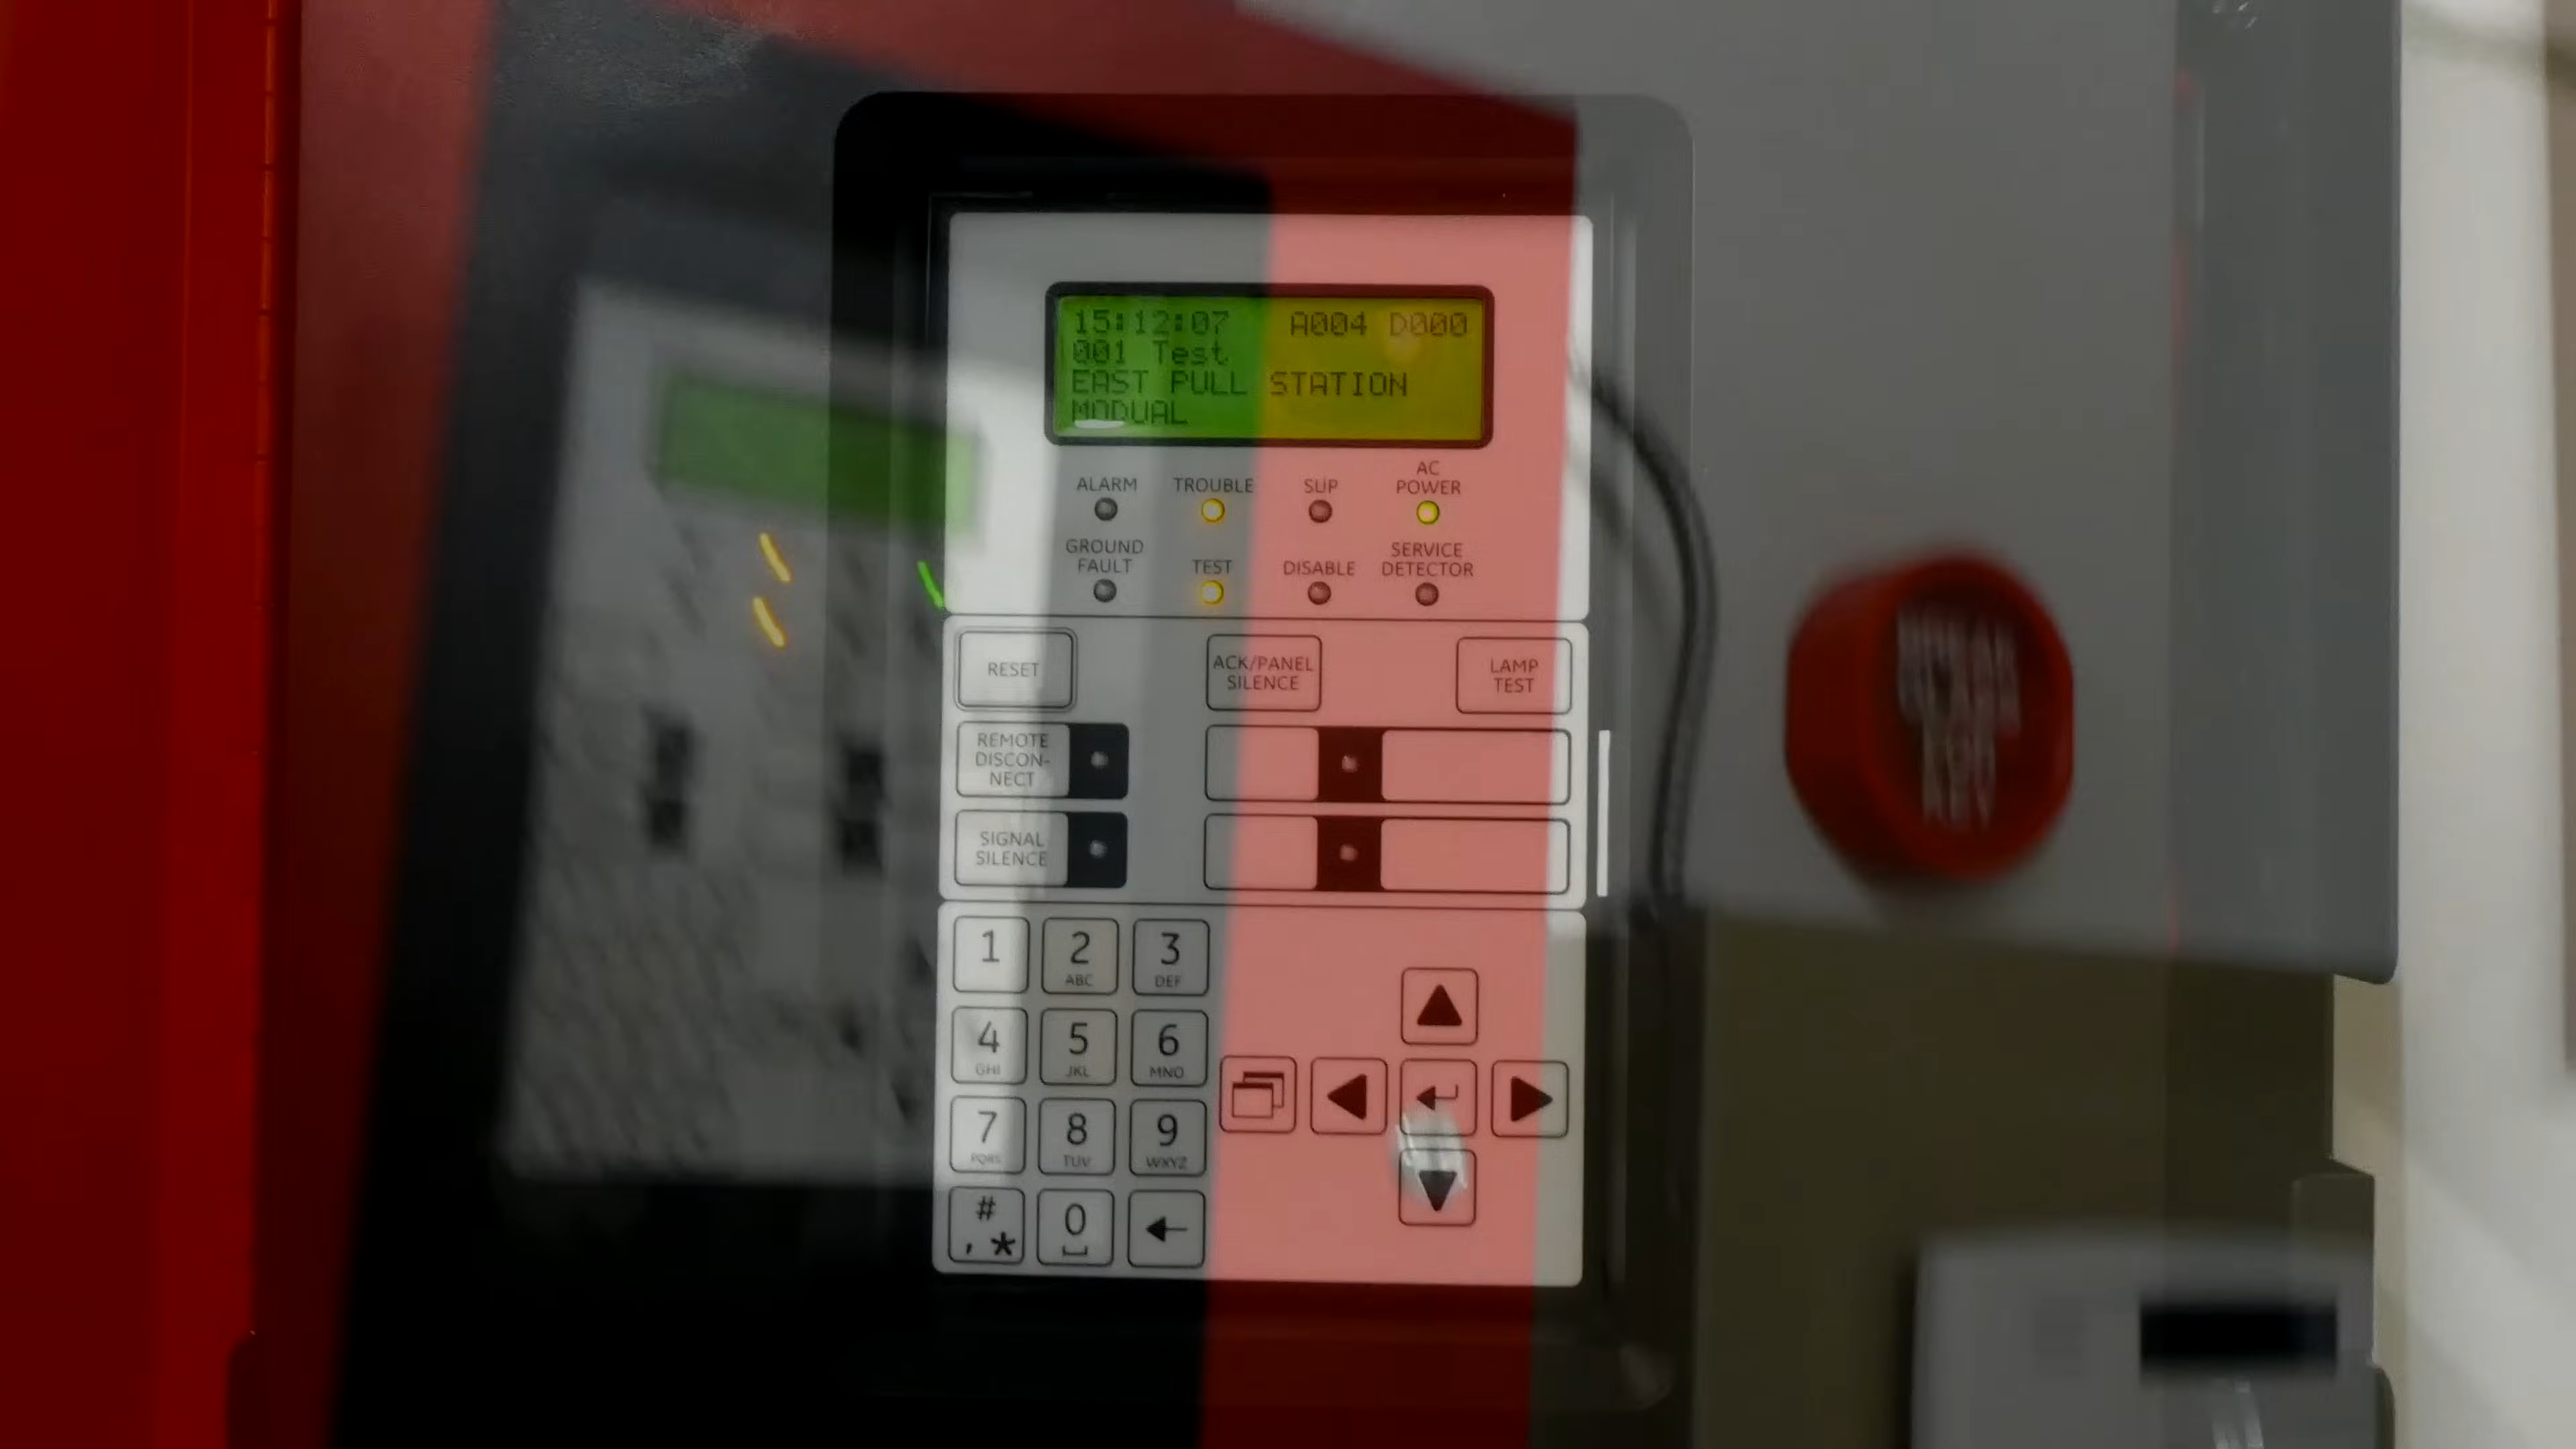 15:12:07 A004 D000
001 Test
EAST PULL STATION
MODUAL
ALARM TROUBLE SUP AC POWER
GROUND FAULT TEST DISABLE SERVICE DETECTOR
RESET ACK/PANEL SILENCE LAMP TEST
REMOTE DISCON-NECT
SIGNAL SILENCE
1 2 ABC 3 DEF
4 GHI 5 JKL 6 MNO
7 PQRS 8 TUV 9 WXYZ
# , * 0